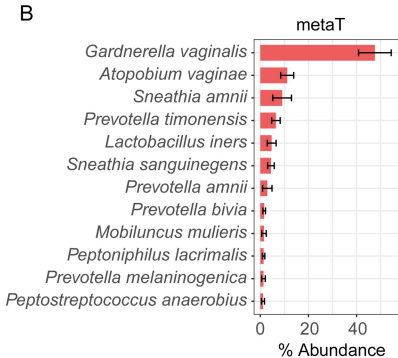 B
metaT
Gardnerella vaginalis
Atopobium vaginae
Sneathia amnii
Prevotella timonensis
Lactobacillus iners
Sneathia sanguinegens
Prevotella amnii
Prevotella bivia
Mobiluncus mulieris
Peptoniphilus lacrimalis
Prevotella melaninogenica
Peptostreptococcus anaerobius
0 20 40
% Abundance